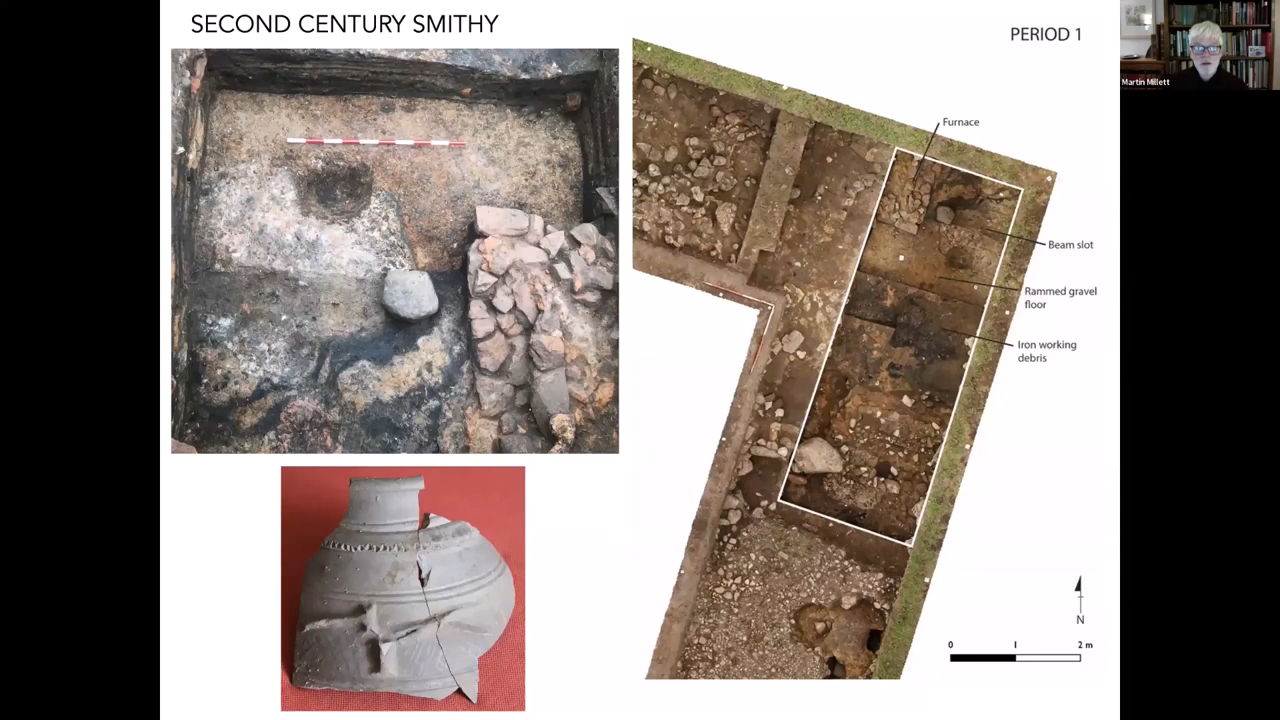 SECOND CENTURY SMITHY
PERIOD 1
Martin Millett
Furnace
Beam slot
Rammed gravel
floor
Iron working
debris
N
0 1 2 m